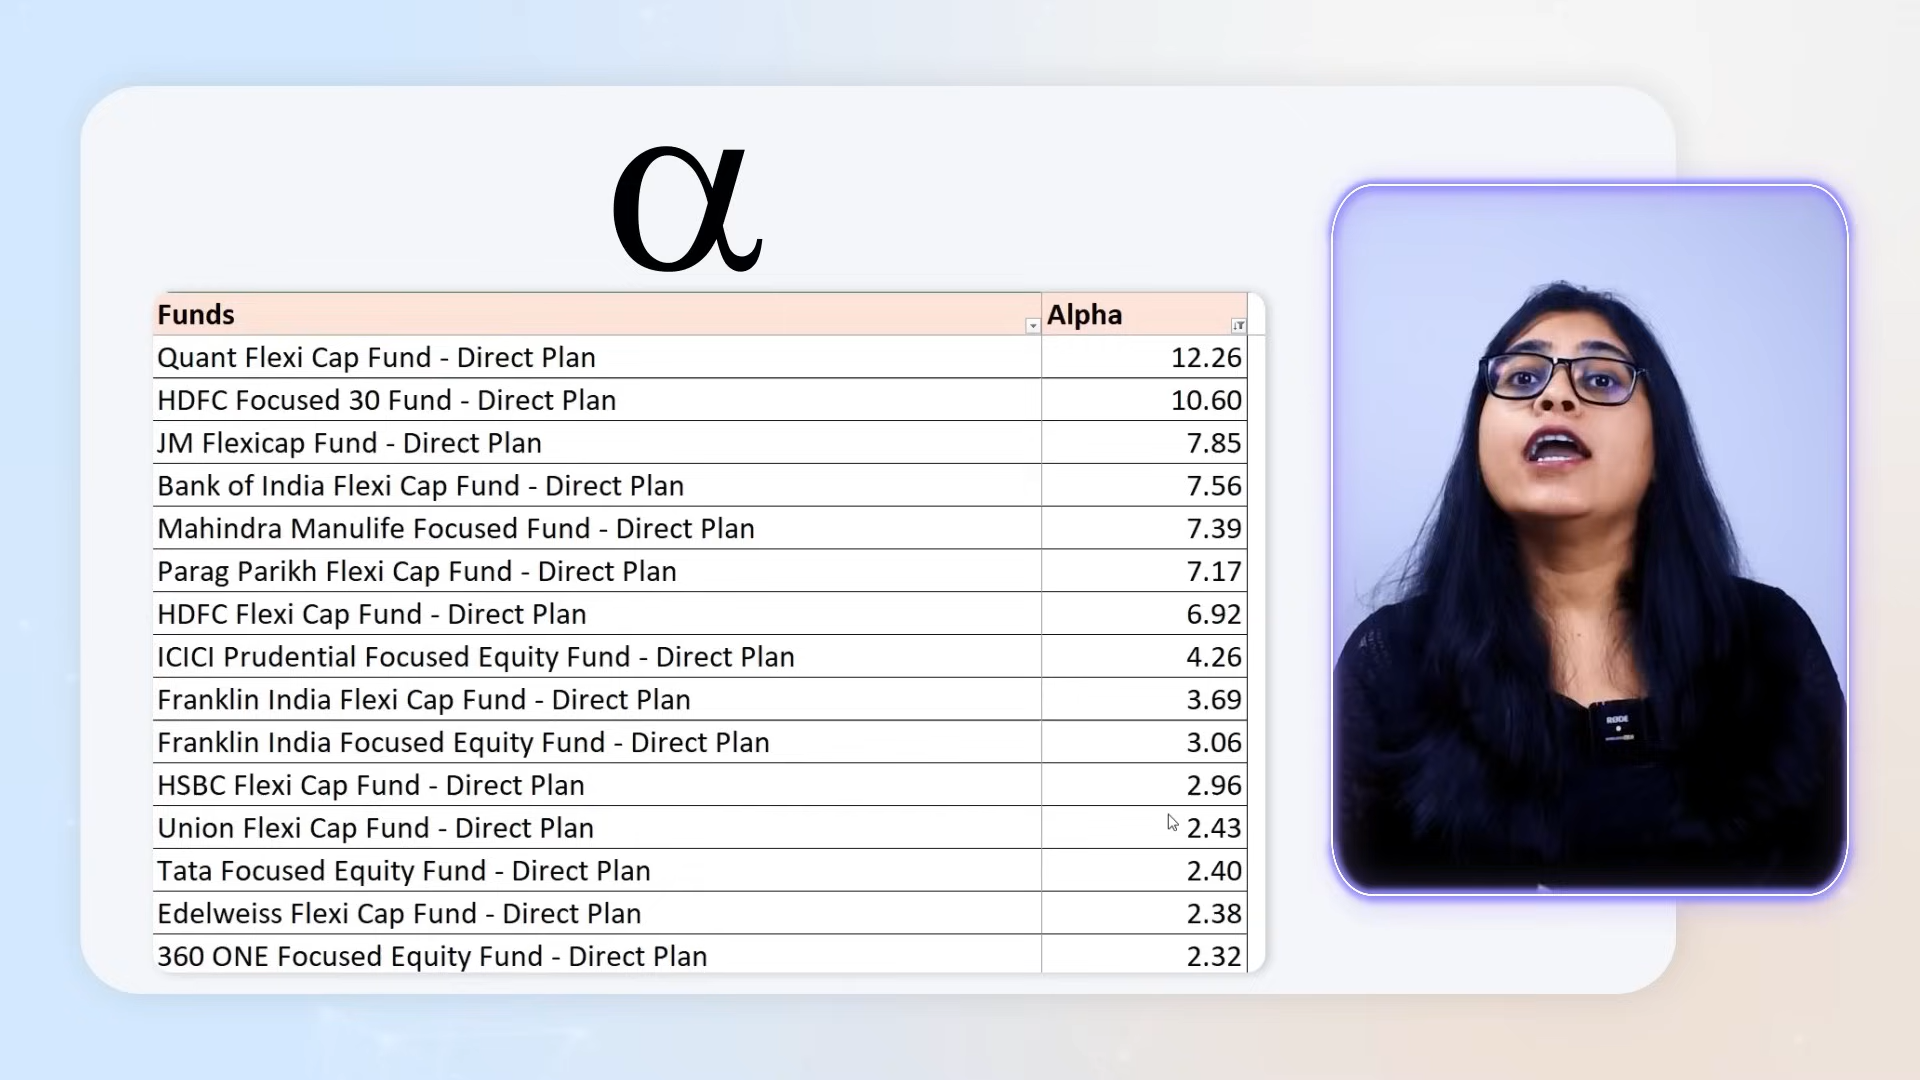 α
Funds Alpha
Quant Flexi Cap Fund - Direct Plan 12.26
HDFC Focused 30 Fund - Direct Plan 10.60
JM Flexicap Fund - Direct Plan 7.85
Bank of India Flexi Cap Fund - Direct Plan 7.56
Mahindra Manulife Focused Fund - Direct Plan 7.39
Parag Parikh Flexi Cap Fund - Direct Plan 7.17
HDFC Flexi Cap Fund - Direct Plan 6.92
ICICI Prudential Focused Equity Fund - Direct Plan 4.26
Franklin India Flexi Cap Fund - Direct Plan 3.69
Franklin India Focused Equity Fund - Direct Plan 3.06
HSBC Flexi Cap Fund - Direct Plan 2.96
Union Flexi Cap Fund - Direct Plan 2.43
Tata Focused Equity Fund - Direct Plan 2.40
Edelweiss Flexi Cap Fund - Direct Plan 2.38
360 ONE Focused Equity Fund - Direct Plan 2.32
RØDE